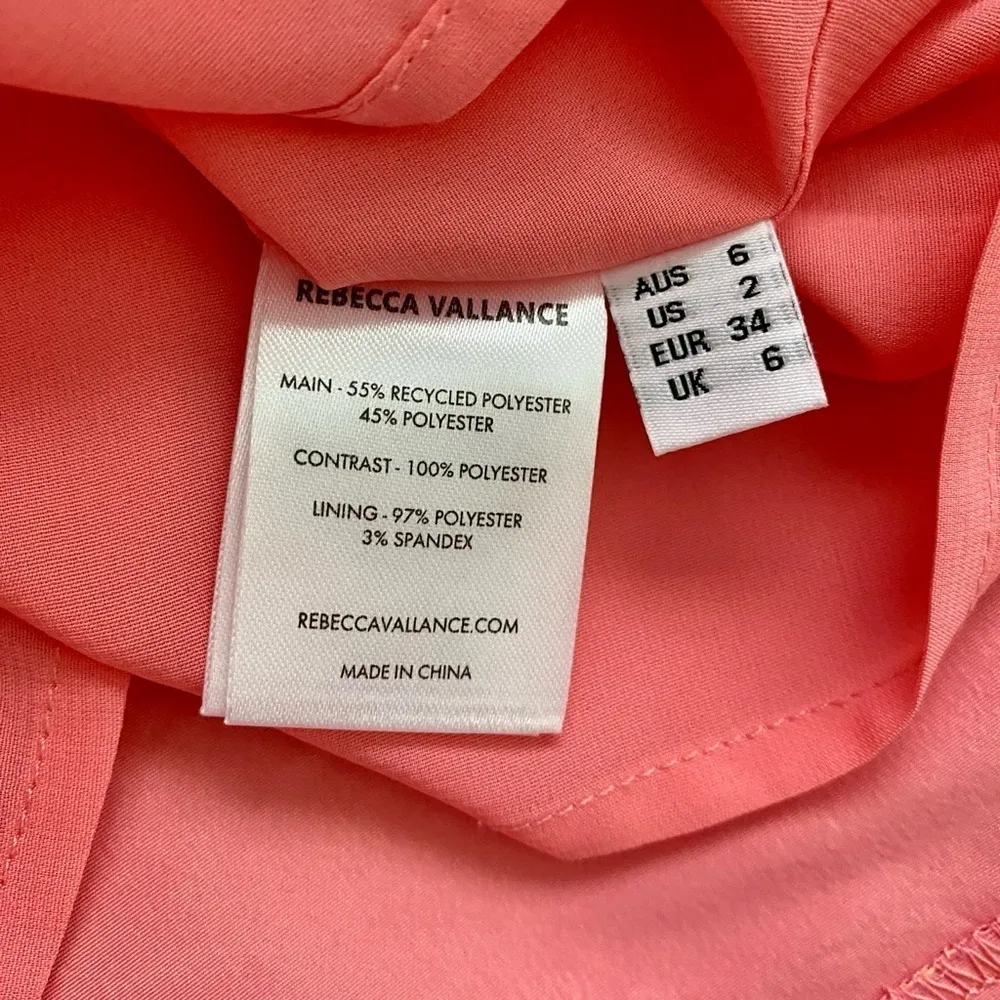 REBECCA VALLANCE
MAIN - 55% RECYCLED POLYESTER
45% POLYESTER
CONTRAST - 100% POLYESTER
LINING - 97% POLYESTER
3% SPANDEX
REBECCAVALLANCE.COM
MADE IN CHINA
AUS 6
US 2
EUR 34
UK 6